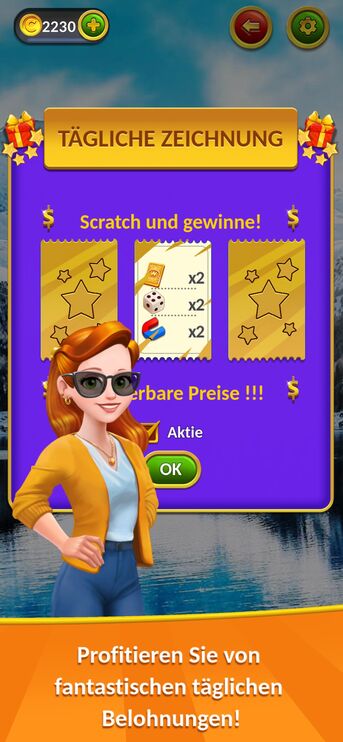 2230
TÄGLICHE ZEICHNUNG
Scratch und gewinne!
x2
x2
x2
Preise !!!
Aktie
OK
Profitieren Sie von
fantastischen täglichen
Belohnungen!